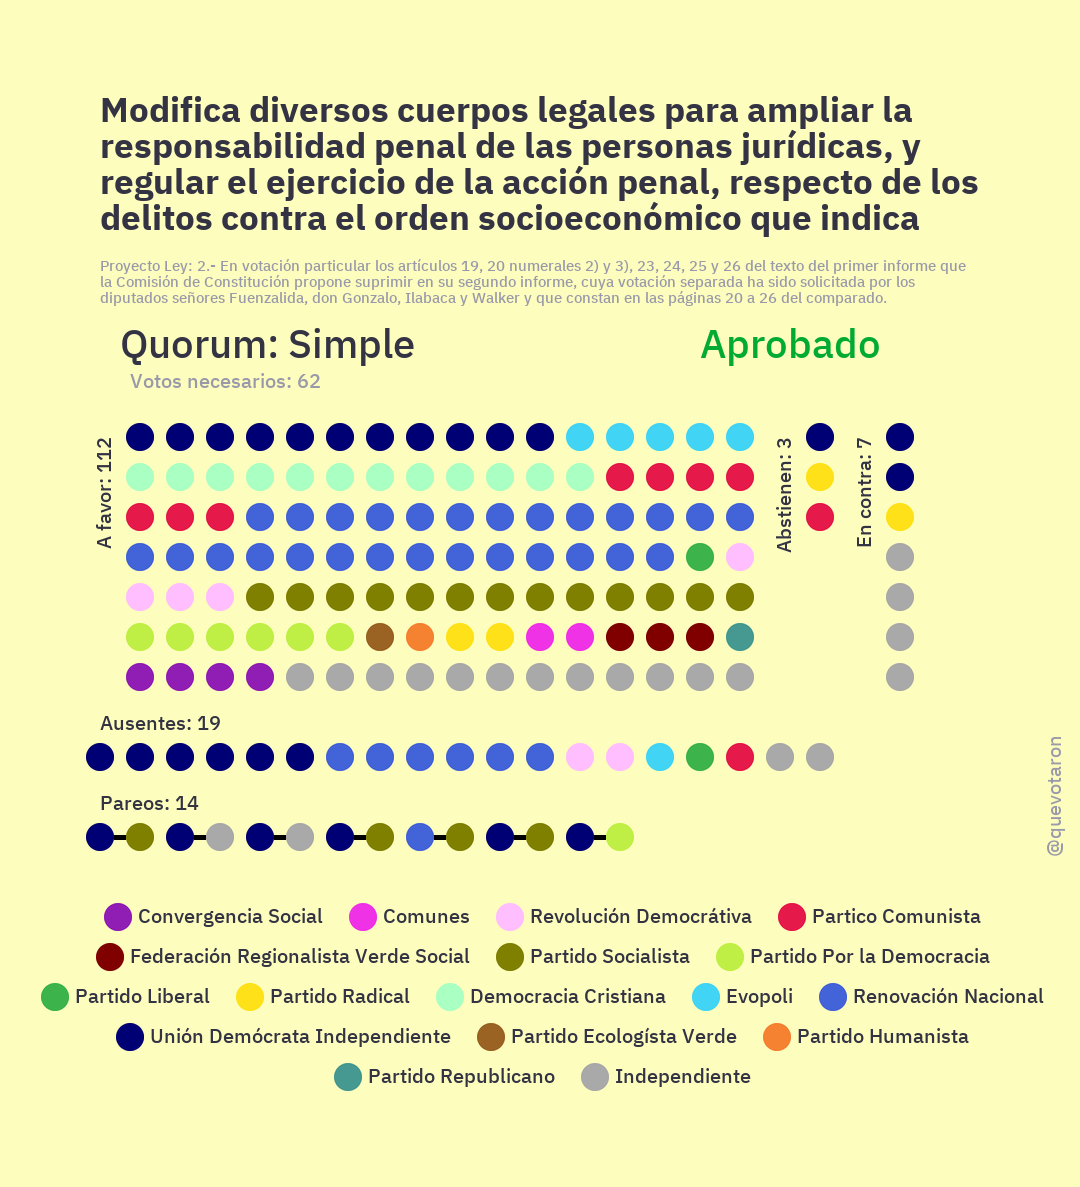 Modifica diversos cuerpos legales para ampliar la
responsabilidad penal de las personas jurídicas, y
regular el ejercicio de la acción penal, respecto de los
delitos contra el orden socioeconómico que indica
Proyecto Ley: 2.- En votación particular los artículos 19, 20 numerales 2) y 3), 23, 24, 25 y 26 del texto del primer informe que
la Comisión de Constitución propone suprimir en su segundo informe, cuya votación separada ha sido solicitada por los
diputados señores Fuenzalida, don Gonzalo, Ilabaca y Walker y que constan en las páginas 20 a 26 del comparado.
Quorum: Simple
Aprobado
Votos necesarios: 62
A favor: 112
Abstienen: 3
En contra: 7
Ausentes: 19
Pareos: 14
@quevotaron
Convergencia Social
Comunes
Revolución Democrátiva
Partico Comunista
Federación Regionalista Verde Social
Partido Socialista
Partido Por la Democracia
Partido Liberal
Partido Radical
Democracia Cristiana
Evopoli
Renovación Nacional
Unión Demócrata Independiente
Partido Ecologísta Verde
Partido Humanista
Partido Republicano
Independiente